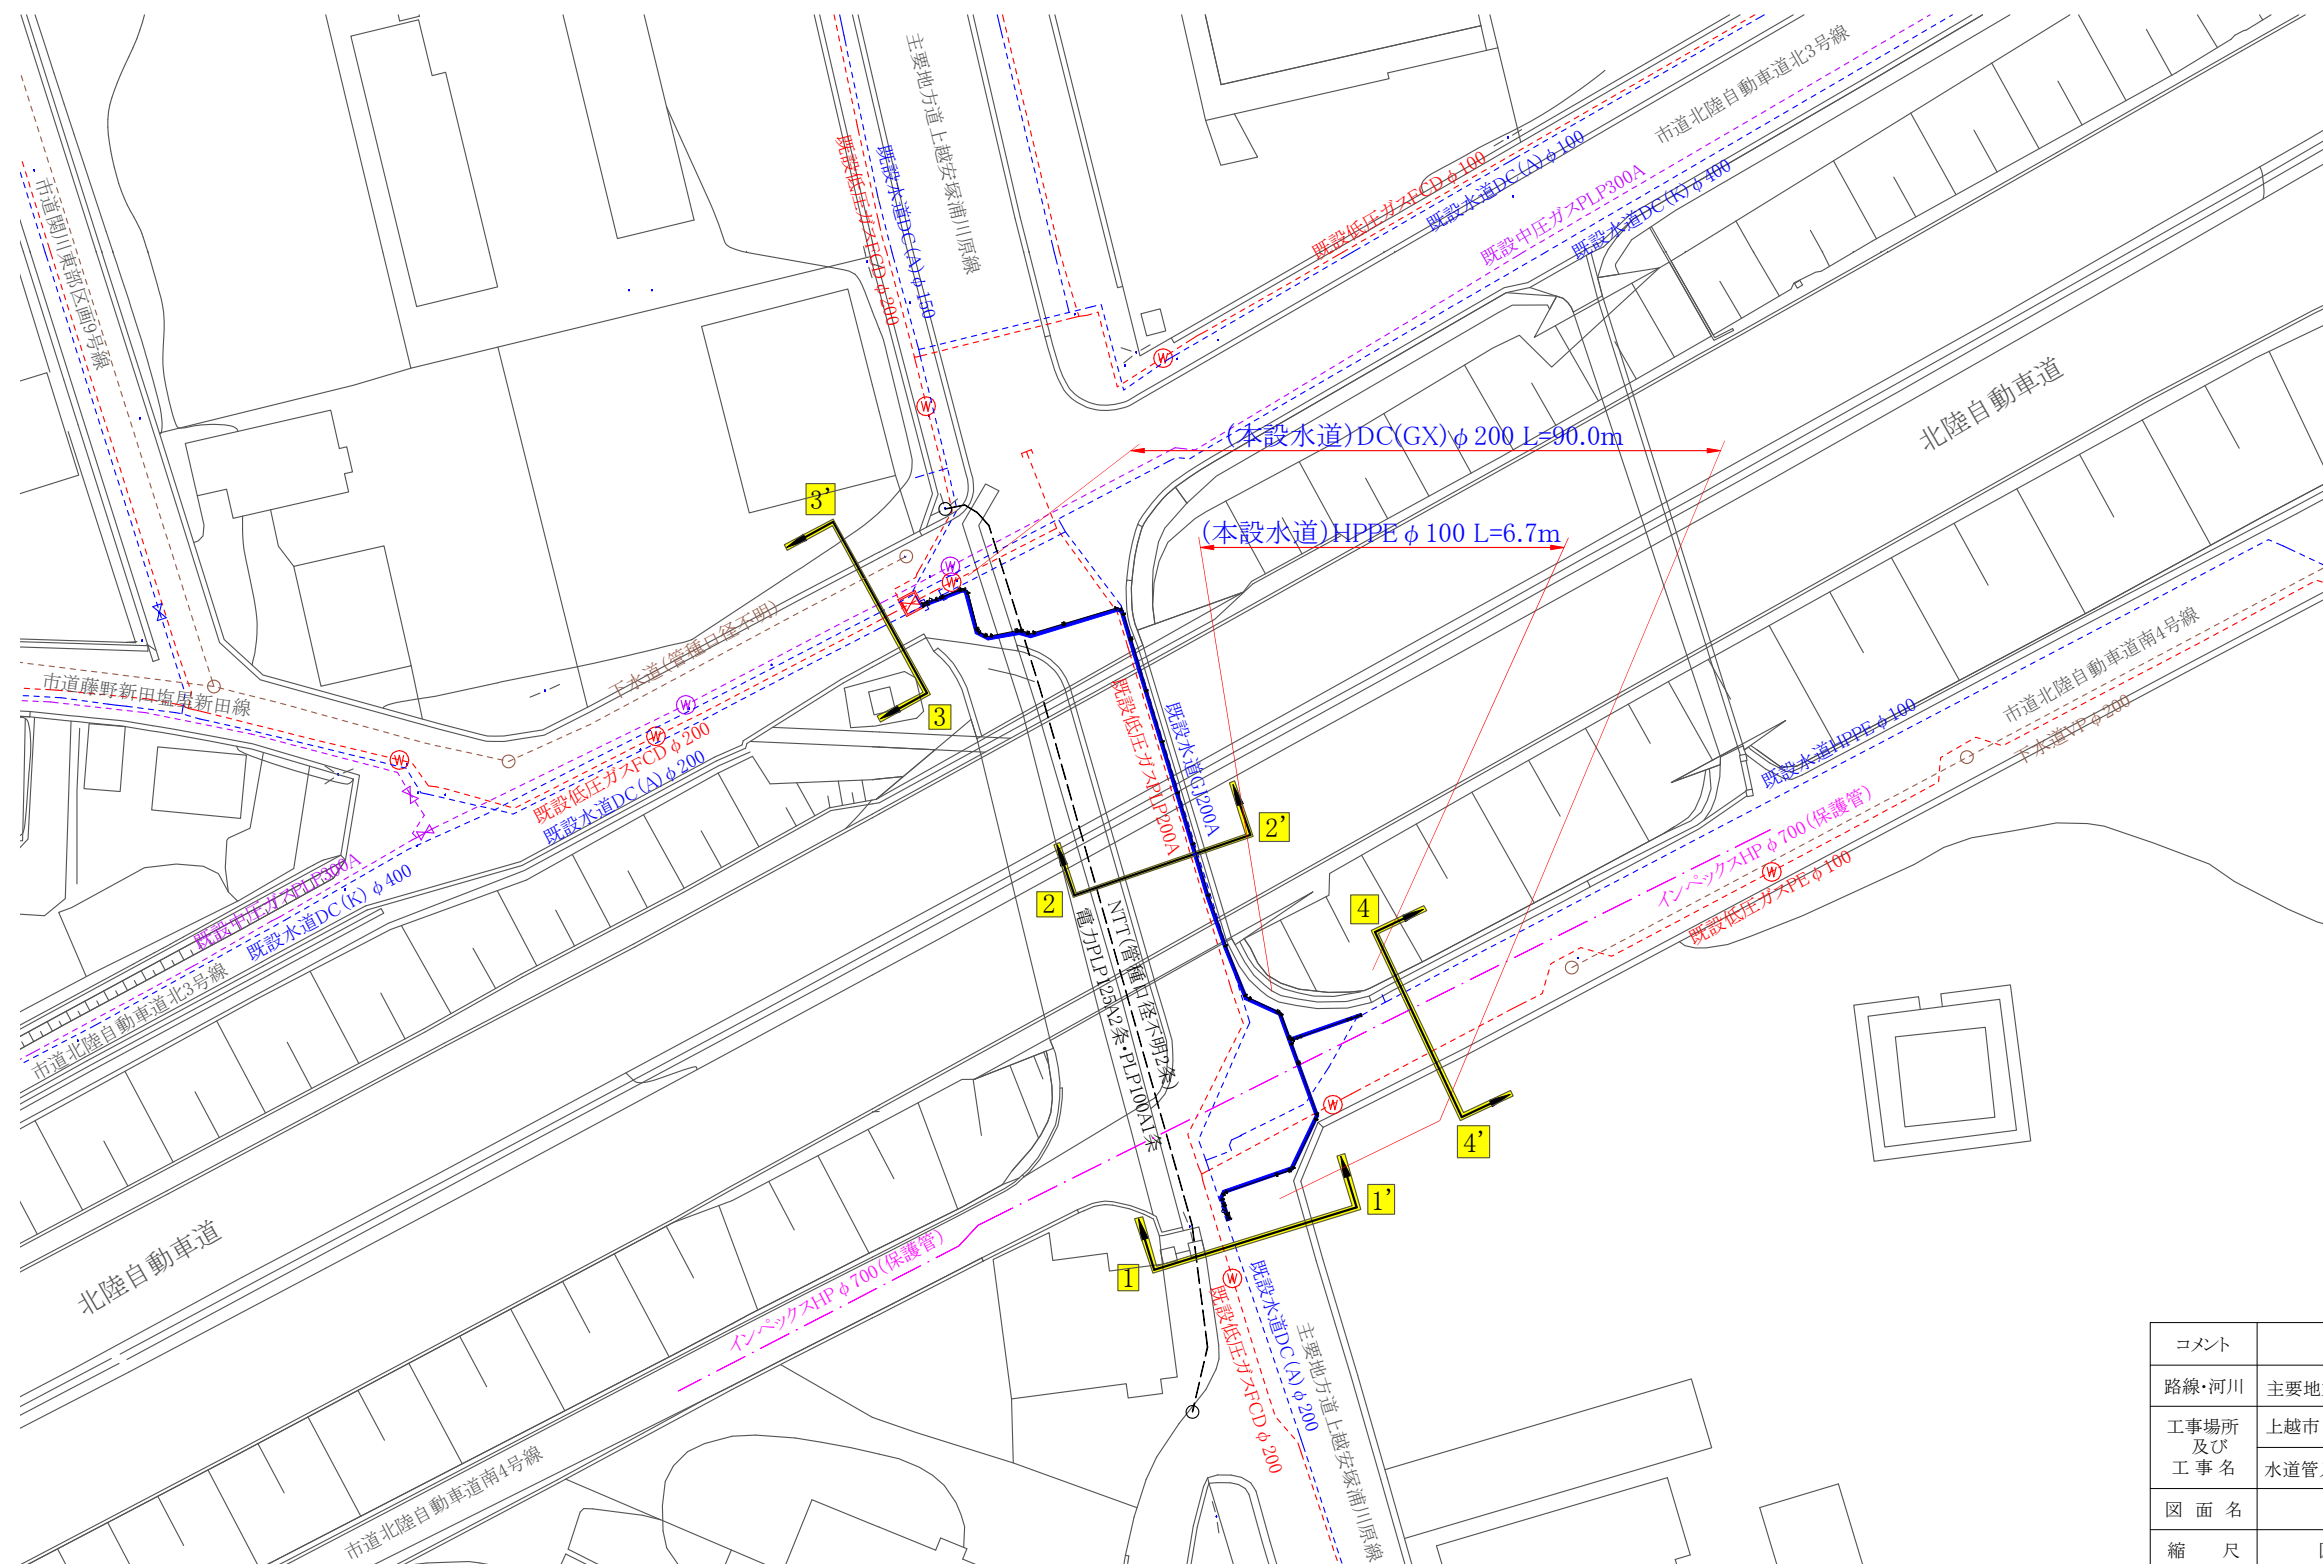 主要地方道上越安塚浦川原線
市道北陸自動車道北3号線
既設低圧ガスFCDφ200
既設水道DC(A)φ150
既設低圧ガスFCDφ100
既設水道DC(A)φ100
既設中圧ガスPLP300A
既設水道DC(K)φ400
市道関川東部区画9号線
北陸自動車道
(本設水道)DC(GX)φ200 L=90.0m
(本設水道)HPPEφ100 L=6.7m
3'
3
下水道(管種口径不明)
市道藤野新田塩屋新田線
既設低圧ガスFCDφ200
既設水道DC(A)φ200
既設低圧ガスPLP200A
既設水道GJ200A
市道北陸自動車道南4号線
既設水道HPPEφ100
下水道VPφ200
インペックスHPφ700(保護管)
既設低圧ガスPEφ100
2'
2
4
4'
既設中圧ガスPLP300A
既設水道DC(K)φ400
市道北陸自動車道北3号線
NTT(管種口径不明2条)
電力PLP125A2条・PLP100A1条
1'
1
北陸自動車道
インペックスHPφ700(保護管)
既設水道DC(A)φ200
既設低圧ガスFCDφ200
主要地方道上越安塚浦川原線
市道北陸自動車道南4号線
コメント
路線・河川 主要地
工事場所
及び
工事名
上越市
水道管
図面名
縮尺
W
W
W
W
W
W
W
W
W
W